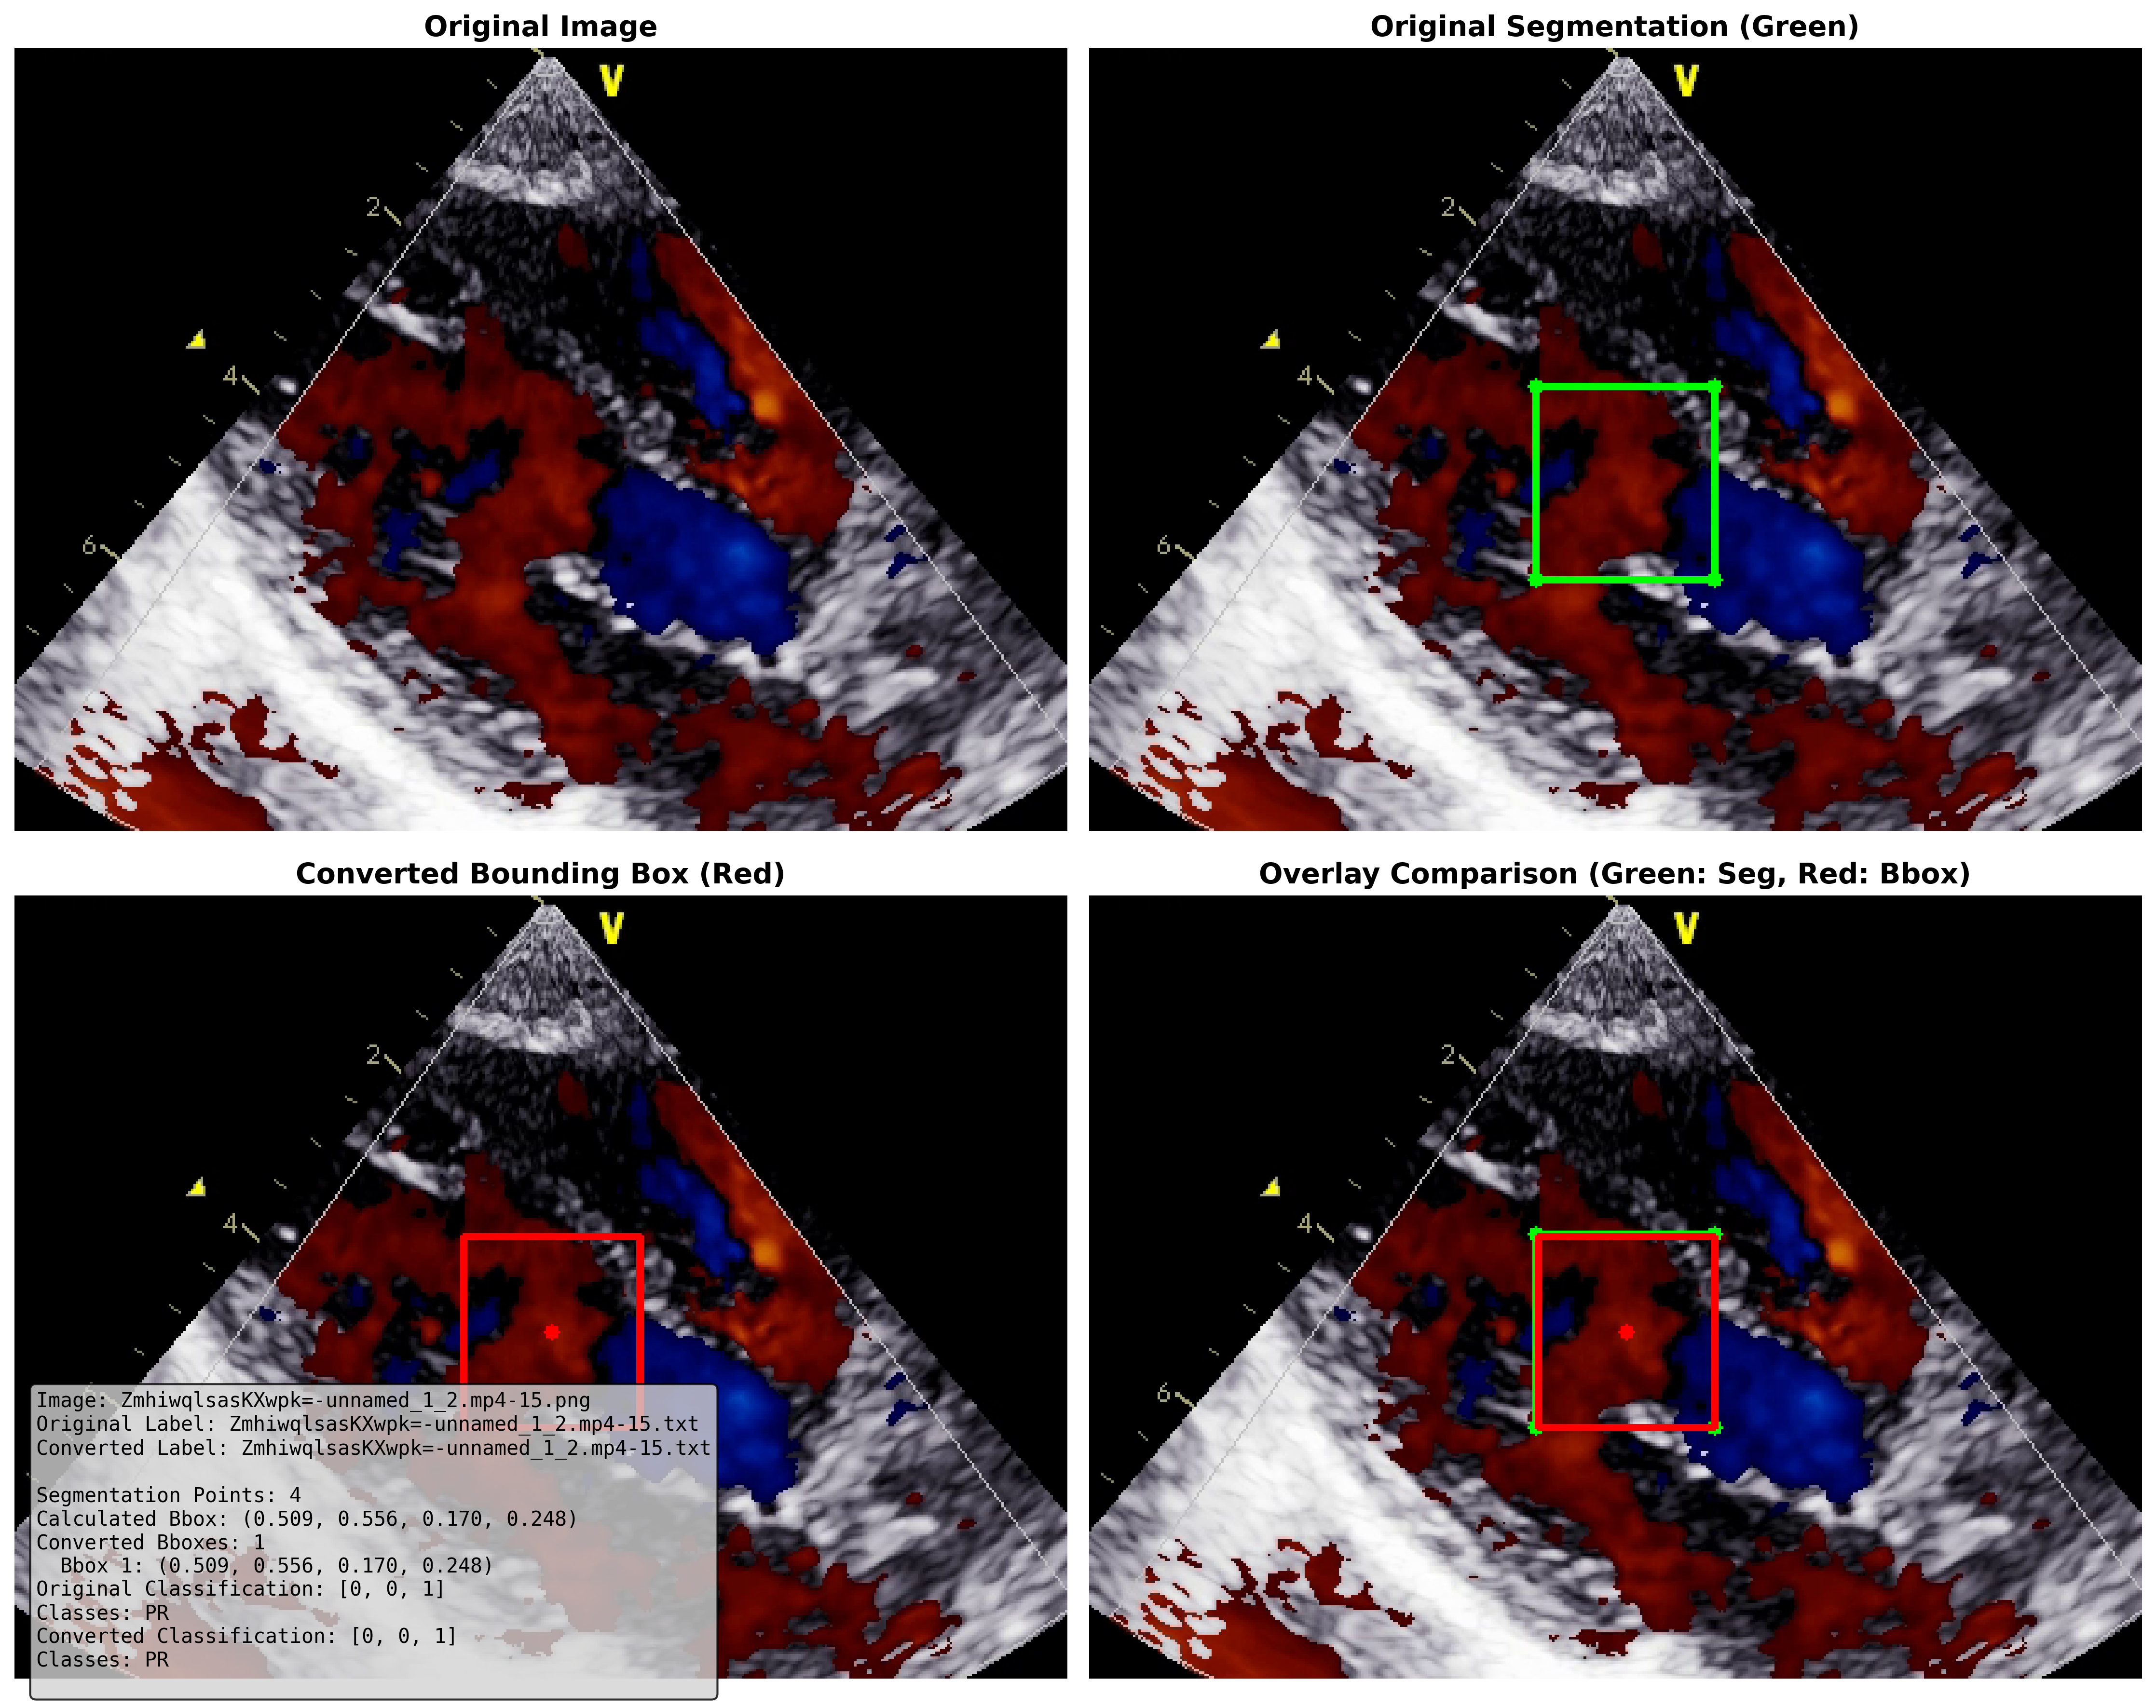 Original Image
V
2
4
6
Original Segmentation (Green)
V
2
4
6
Converted Bounding Box (Red)
V
2
4
Image: ZmhiwqlsasKXwpk=-unnamed_1_2.mp4-15.png
Original Label: ZmhiwqlsasKXwpk=-unnamed_1_2.mp4-15.txt
Converted Label: ZmhiwqlsasKXwpk=-unnamed_1_2.mp4-15.txt
Segmentation Points: 4
Calculated Bbox: (0.509, 0.556, 0.170, 0.248)
Converted Bboxes: 1
Bbox 1: (0.509, 0.556, 0.170, 0.248)
Original Classification: [0, 0, 1]
Classes: PR
Converted Classification: [0, 0, 1]
Classes: PR
Overlay Comparison (Green: Seg, Red: Bbox)
V
2
4
6